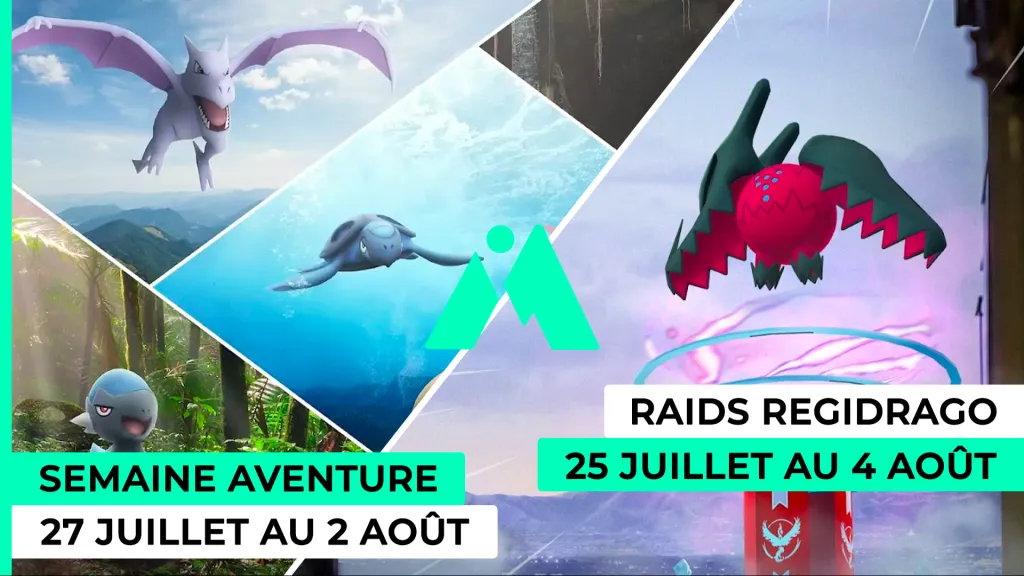 SEMAINE AVENTURE
27 JUILLET AU 2 AOÛT
RAIDS REGIDRAGO
25 JUILLET AU 4 AOÛT